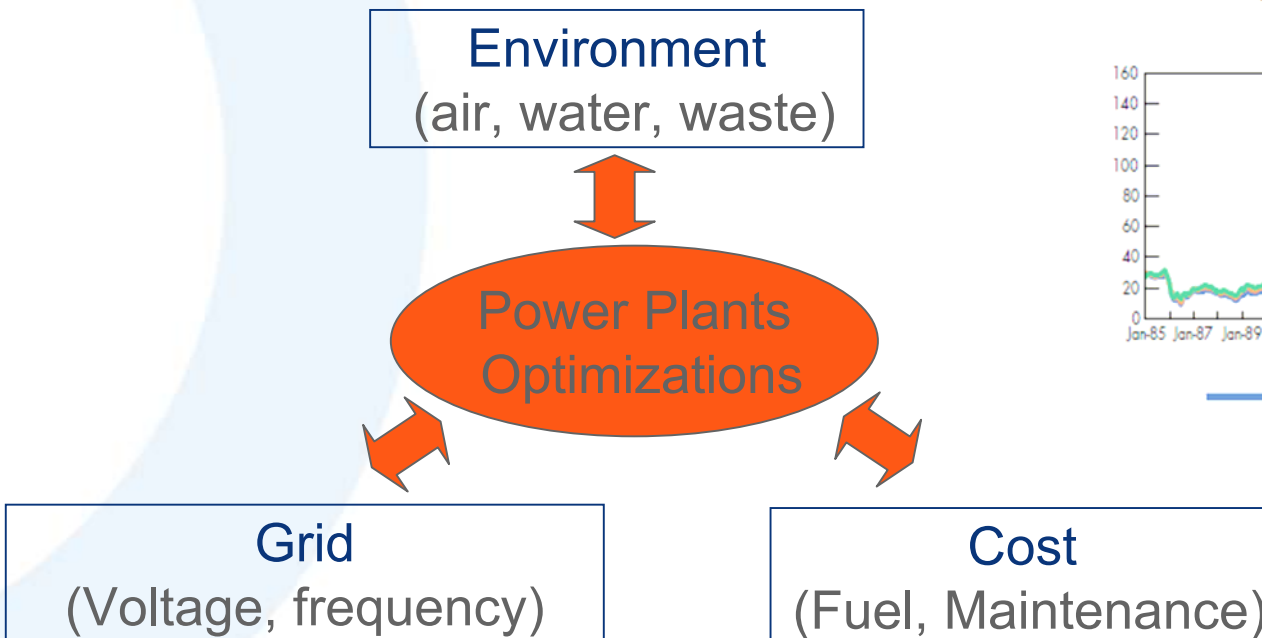 Environment
(air, water, waste)
Power Plants
Optimizations
Grid
(Voltage, frequency)
Cost
(Fuel, Maintenance)
160
140
120
100
80
60
40
20
0
Jan-85 Jan-87 Jan-89